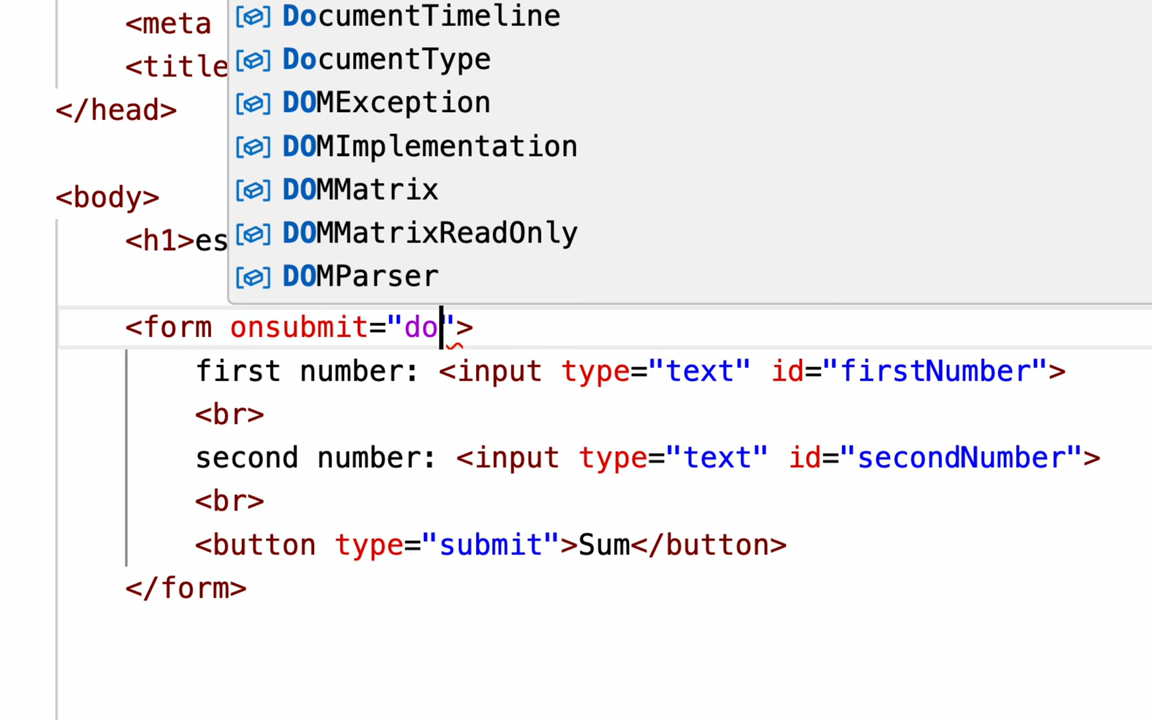 <meta
DocumentTimeline
DocumentType
<title
DOMException
</head>
DOMImplementation
DOMMatrix
<body>
DOMMatrixReadOnly
<h1>es
DOMParser
<form onsubmit="do">
first number: <input type="text" id="firstNumber">
<br>
second number: <input type="text" id="secondNumber">
<br>
<button type="submit">Sum</button>
</form>